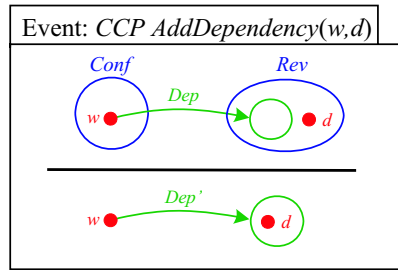 Event: CCP AddDependency(w,d)
Conf Rev
Dep
w d
Dep’
w d